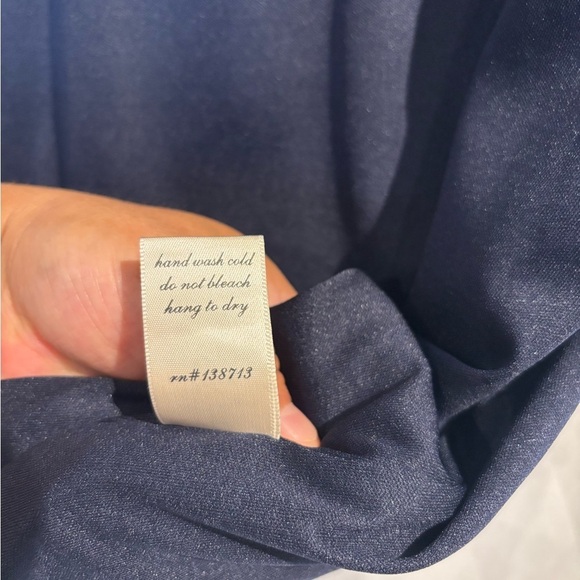 hand wash cold
do not bleach
hang to dry
rn#138713